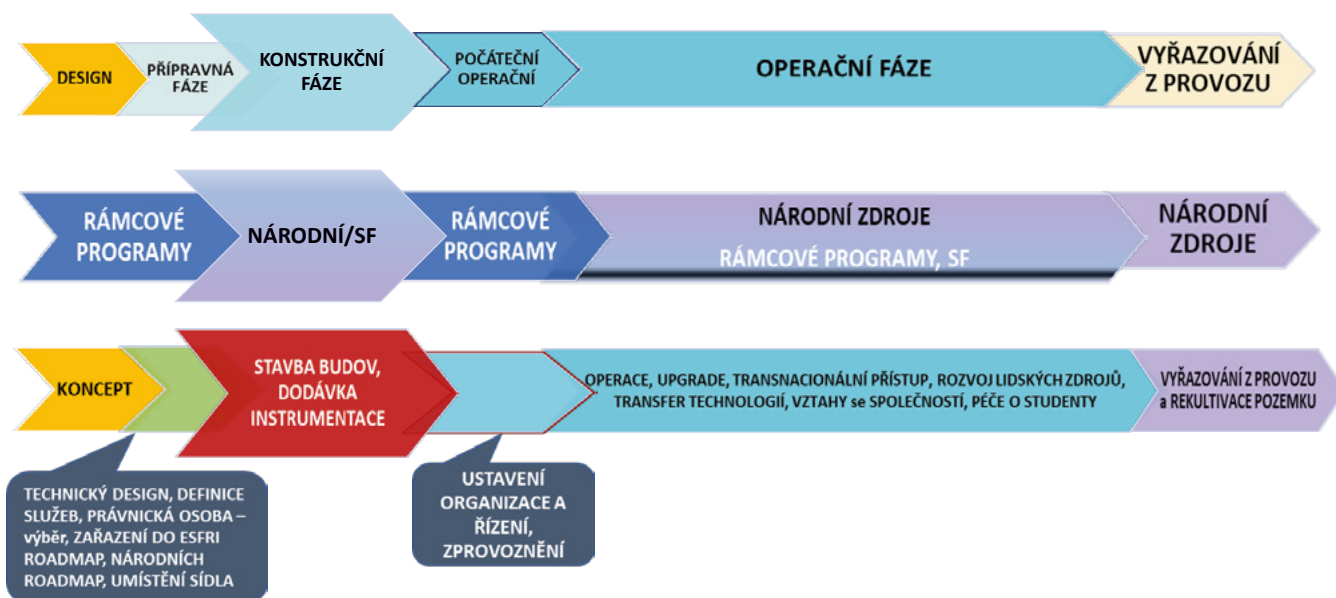 DESIGN
PŘÍPRAVNÁ
FÁZE
KONSTRUKČNÍ
FÁZE
POČÁTEČNÍ
OPERAČNÍ
OPERAČNÍ FÁZE
VYŘAZOVÁNÍ
Z PROVOZU
RÁMCOVÉ
PROGRAMY
NÁRODNÍ/SF
RÁMCOVÉ
PROGRAMY
NÁRODNÍ ZDROJE
RÁMCOVÉ PROGRAMY, SF
NÁRODNÍ
ZDROJE
KONCEPT
STAVBA BUDOV,
DODÁVKA
INSTRUMENTACE
OPERACE, UPGRADE, TRANSNACIONÁLNÍ PŘÍSTUP, ROZVOJ LIDSKÝCH ZDROJŮ,
TRANSFER TECHNOLOGIÍ, VZTAHY se SPOLEČNOSTÍ, PÉČE O STUDENTY
VYŘAZOVÁNÍ Z PROVOZU
a REKULTIVACE POZEMKU
TECHNICKÝ DESIGN, DEFINICE
SLUŽEB, PRÁVNICKÁ OSOBA –
výběr, ZAŘAZENÍ DO ESFRI
ROADMAP, NÁRODNÍCH
ROADMAP, UMÍSTĚNÍ SÍDLA
USTAVENÍ
ORGANIZACE A
ŘÍZENÍ,
ZPROVOZNĚNÍ